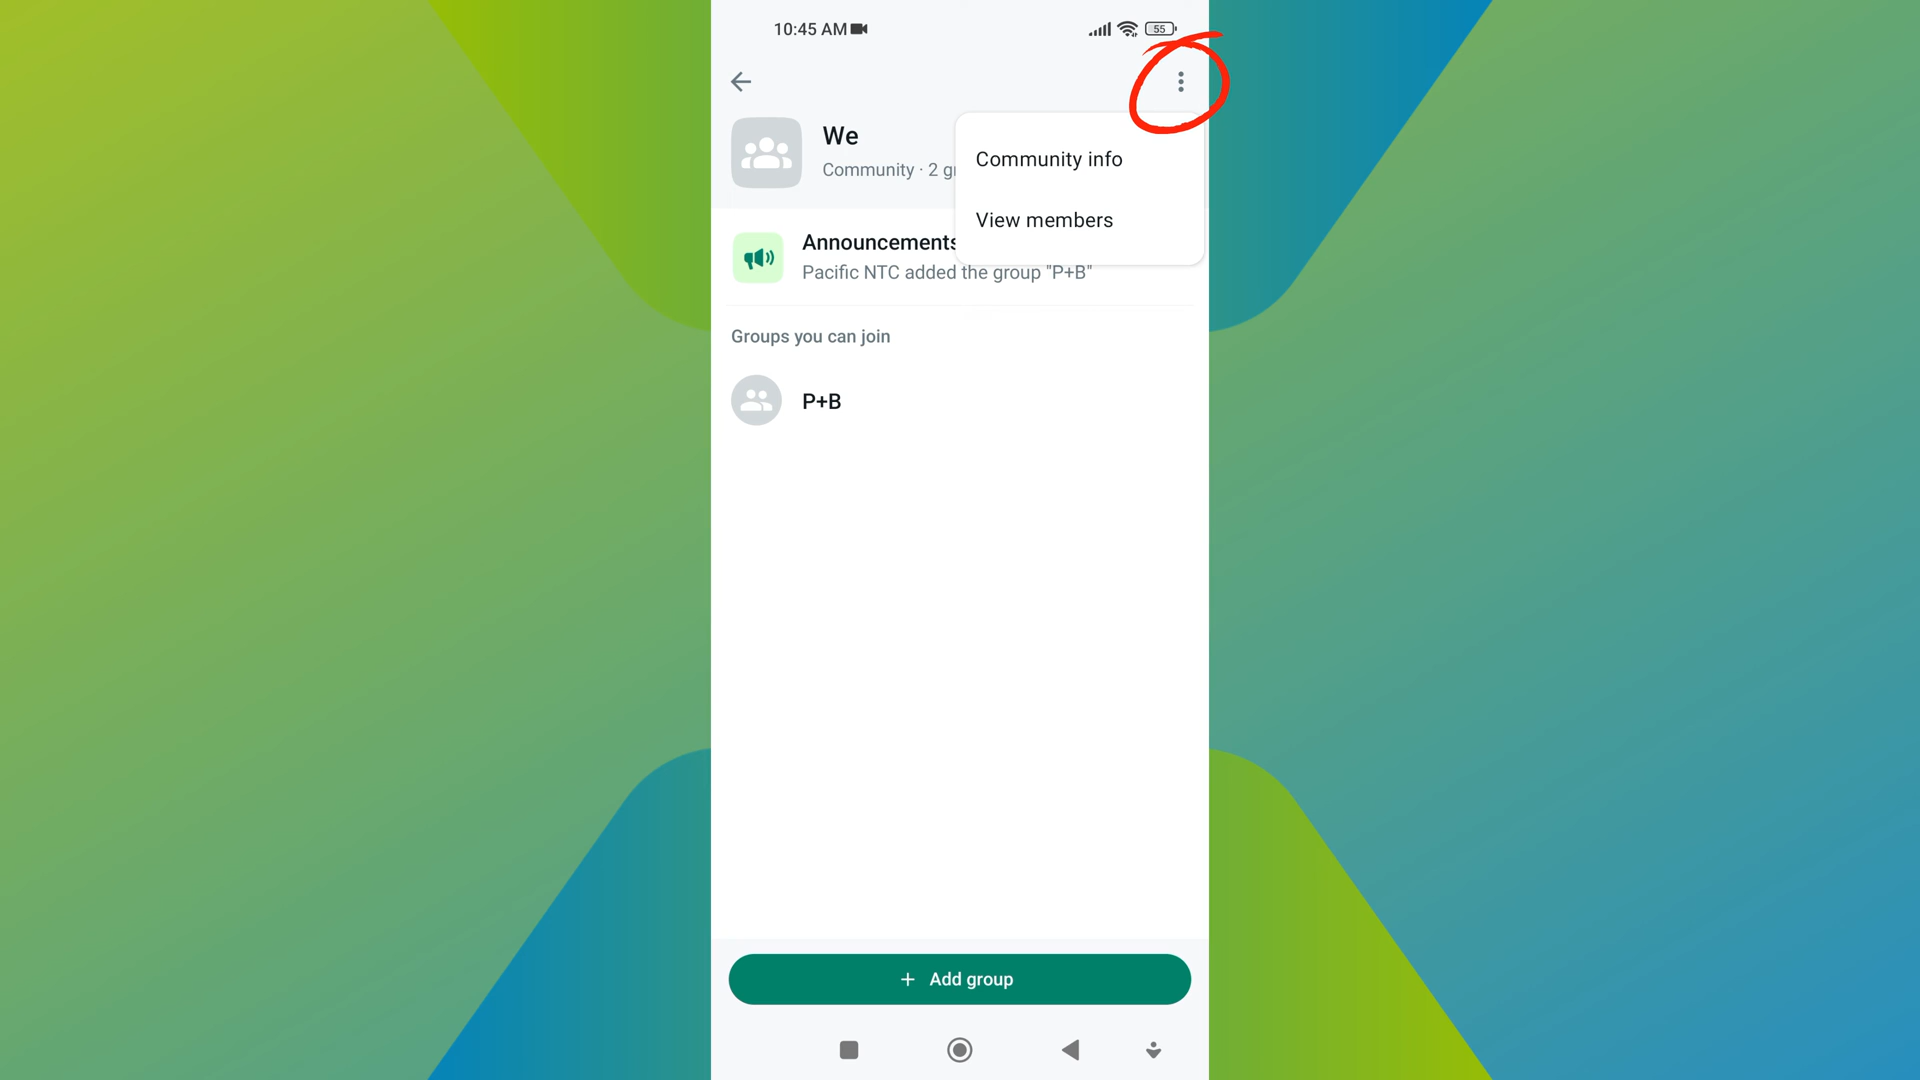 10:45 AM
55
We
Community · 2
Community info
View members
Announcements
Pacific NTC added the group "P+B"
Groups you can join
P+B
+ Add group